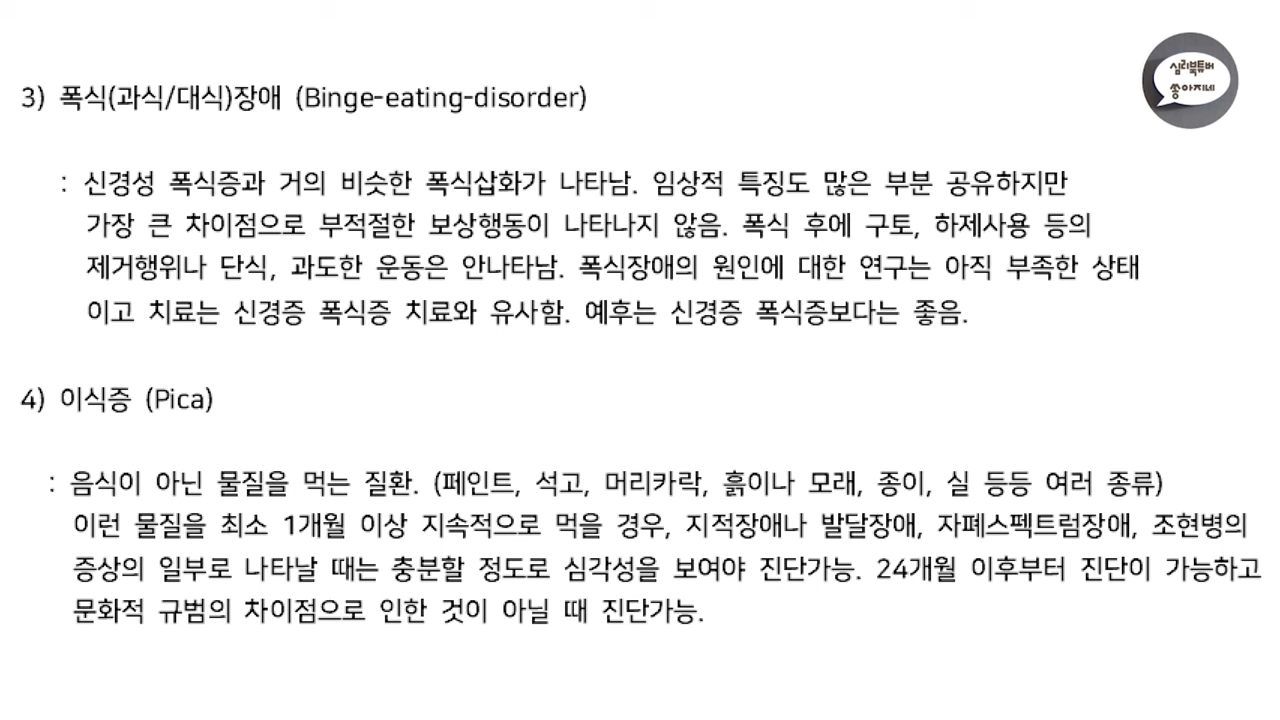 심리북튜버
쏭아지네
3) 폭식(과식/대식)장애 (Binge-eating-disorder)
: 신경성 폭식증과 거의 비슷한 폭식삽화가 나타남. 임상적 특징도 많은 부분 공유하지만
가장 큰 차이점으로 부적절한 보상행동이 나타나지 않음. 폭식 후에 구토, 하제사용 등의
제거행위나 단식, 과도한 운동은 안나타남. 폭식장애의 원인에 대한 연구는 아직 부족한 상태
이고 치료는 신경증 폭식증 치료와 유사함. 예후는 신경증 폭식증보다는 좋음.
4) 이식증 (Pica)
: 음식이 아닌 물질을 먹는 질환. (페인트, 석고, 머리카락, 흙이나 모래, 종이, 실 등등 여러 종류)
이런 물질을 최소 1개월 이상 지속적으로 먹을 경우, 지적장애나 발달장애, 자폐스펙트럼장애, 조현병의
증상의 일부로 나타날 때는 충분할 정도로 심각성을 보여야 진단가능. 24개월 이후부터 진단이 가능하고
문화적 규범의 차이점으로 인한 것이 아닐 때 진단가능.